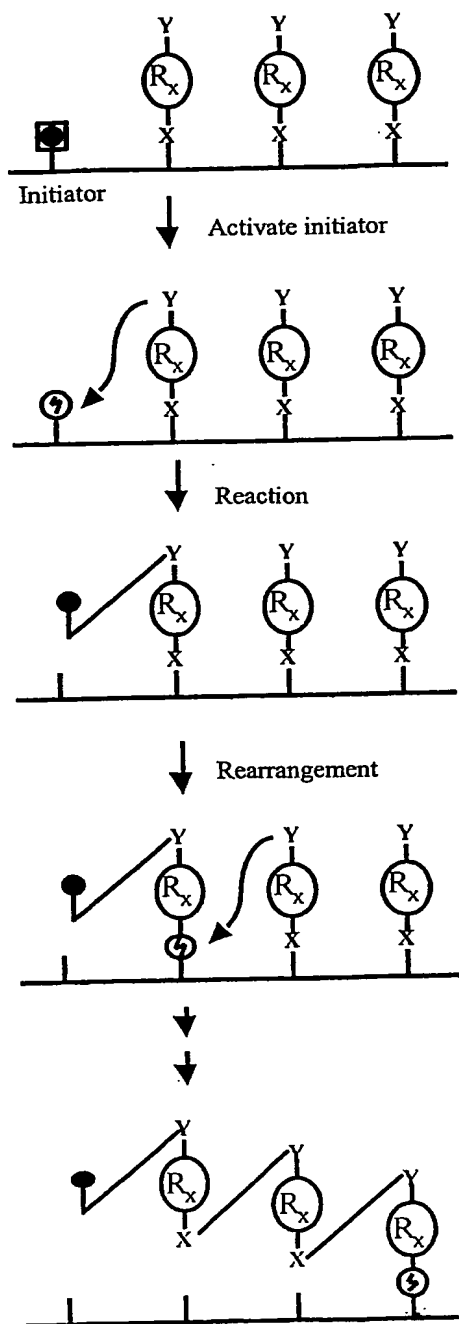 Y Y Y
Rx Rx Rx
X X X
Initiator
Activate initiator
Y Y Y
Rx Rx Rx
X X X
Reaction
Y Y Y
Rx Rx Rx
X X X
Rearrangement
Y Y Y
Rx Rx Rx
X X
Y Y Y
Rx Rx Rx
X X